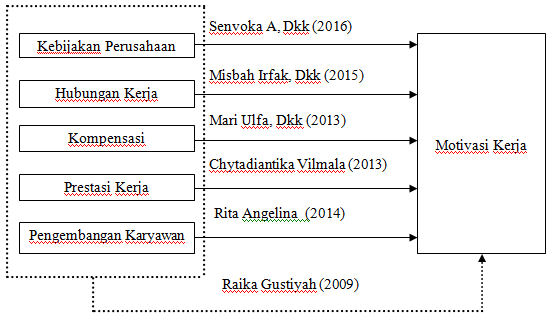 Senvoka A, Dkk (2016)
Kebijakan Perusahaan
Misbah Irfak, Dkk (2015)
Hubungan Kerja
Mari Ulfa, Dkk (2013)
Kompensasi
Motivasi Kerja
Chytadiantika Vilmala (2013)
Prestasi Kerja
Rita Angelina (2014)
Pengembangan Karyawan
Raika Gustiyah (2009)